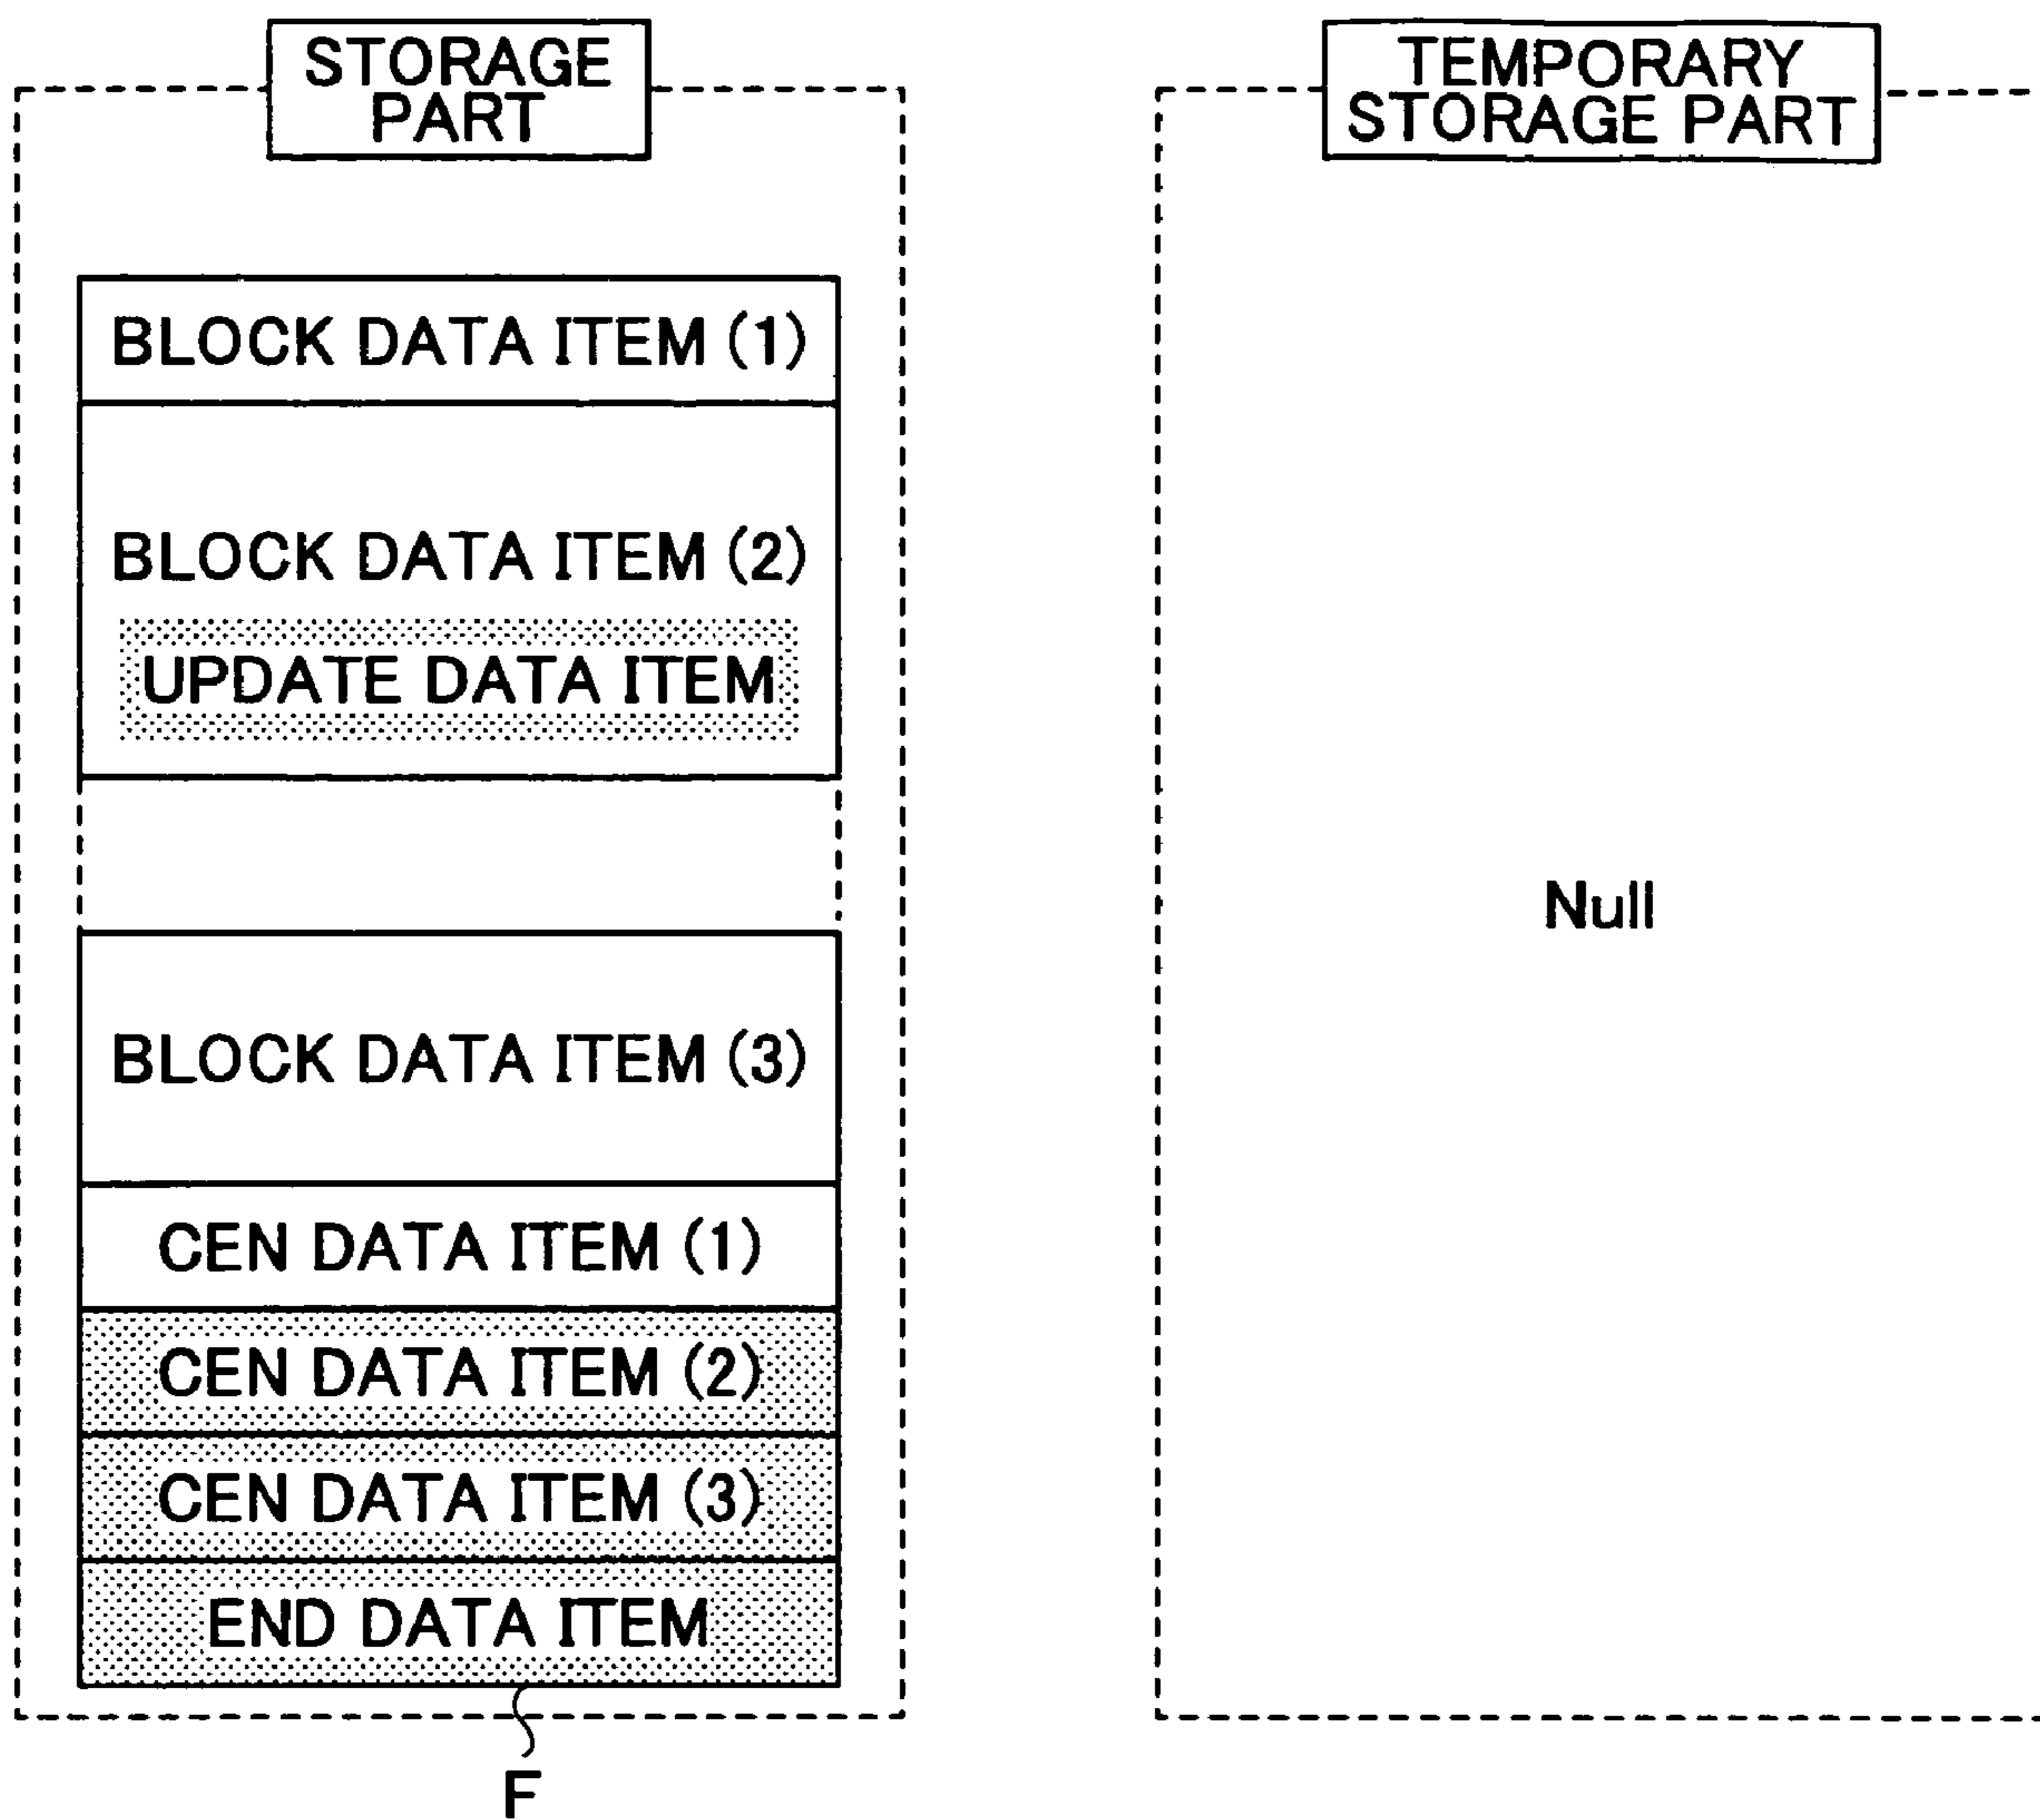 STORAGE
PART
BLOCK DATA ITEM (1)
BLOCK DATA ITEM (2)
UPDATE DATA ITEM
BLOCK DATA ITEM (3)
CEN DATA ITEM (1)
CEN DATA ITEM (2)
CEN DATA ITEM (3)
END DATA ITEM
F
TEMPORARY
STORAGE PART
Null